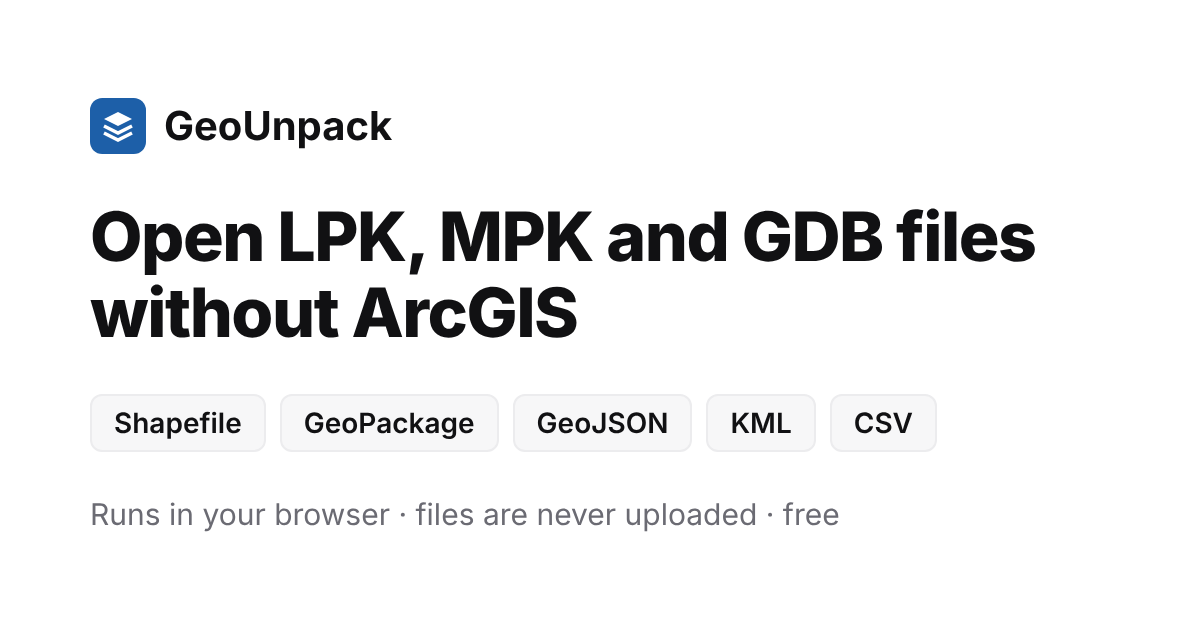 GeoUnpack
Open LPK, MPK and GDB files
without ArcGIS
Shapefile GeoPackage GeoJSON KML CSV
Runs in your browser · files are never uploaded · free